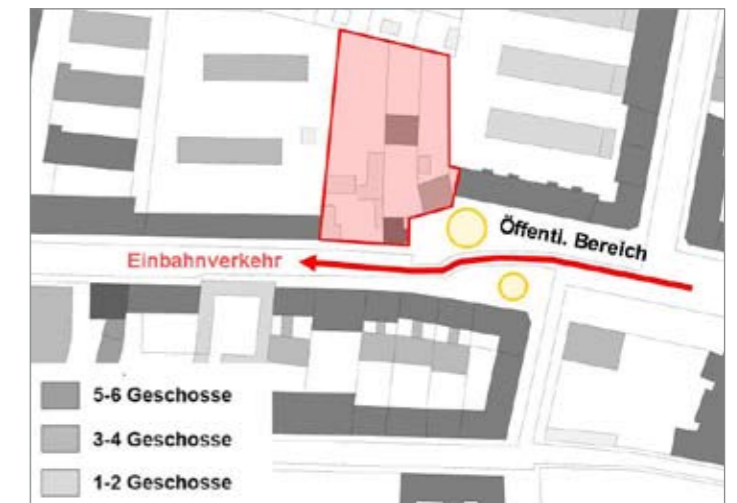 Öffentl. Bereich
Einbahnverkehr
5-6 Geschosse
3-4 Geschosse
1-2 Geschosse